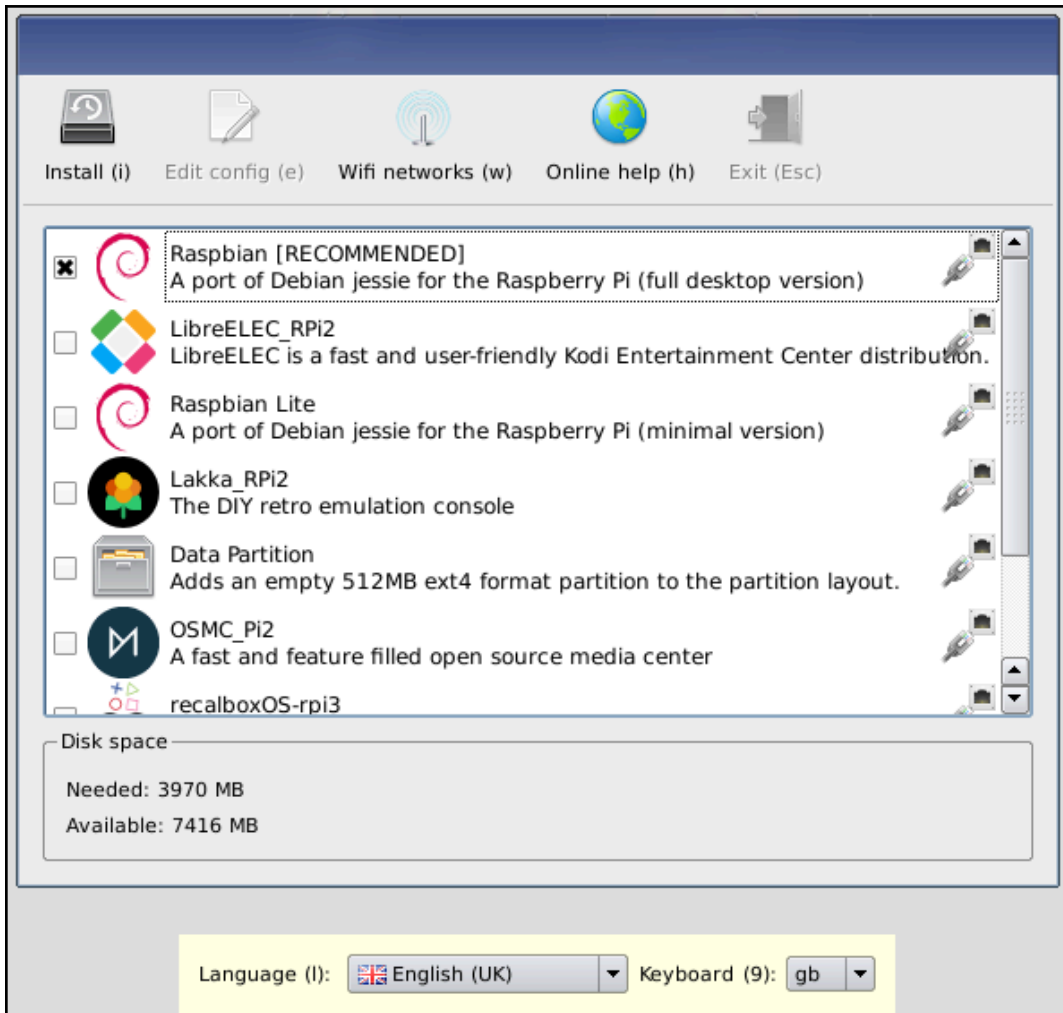 Install (i)
Edit config (e)
Wifi networks (w)
Online help (h)
Exit (Esc)
Raspbian [RECOMMENDED]
A port of Debian jessie for the Raspberry Pi (full desktop version)
LibreELEC_RPi2
LibreELEC is a fast and user-friendly Kodi Entertainment Center distribution.
Raspbian Lite
A port of Debian jessie for the Raspberry Pi (minimal version)
Lakka_RPi2
The DIY retro emulation console
Data Partition
Adds an empty 512MB ext4 format partition to the partition layout.
OSMC_Pi2
A fast and feature filled open source media center
recalboxOS-rpi3
Disk space
Needed: 3970 MB
Available: 7416 MB
Language (l): English (UK) Keyboard (9): gb